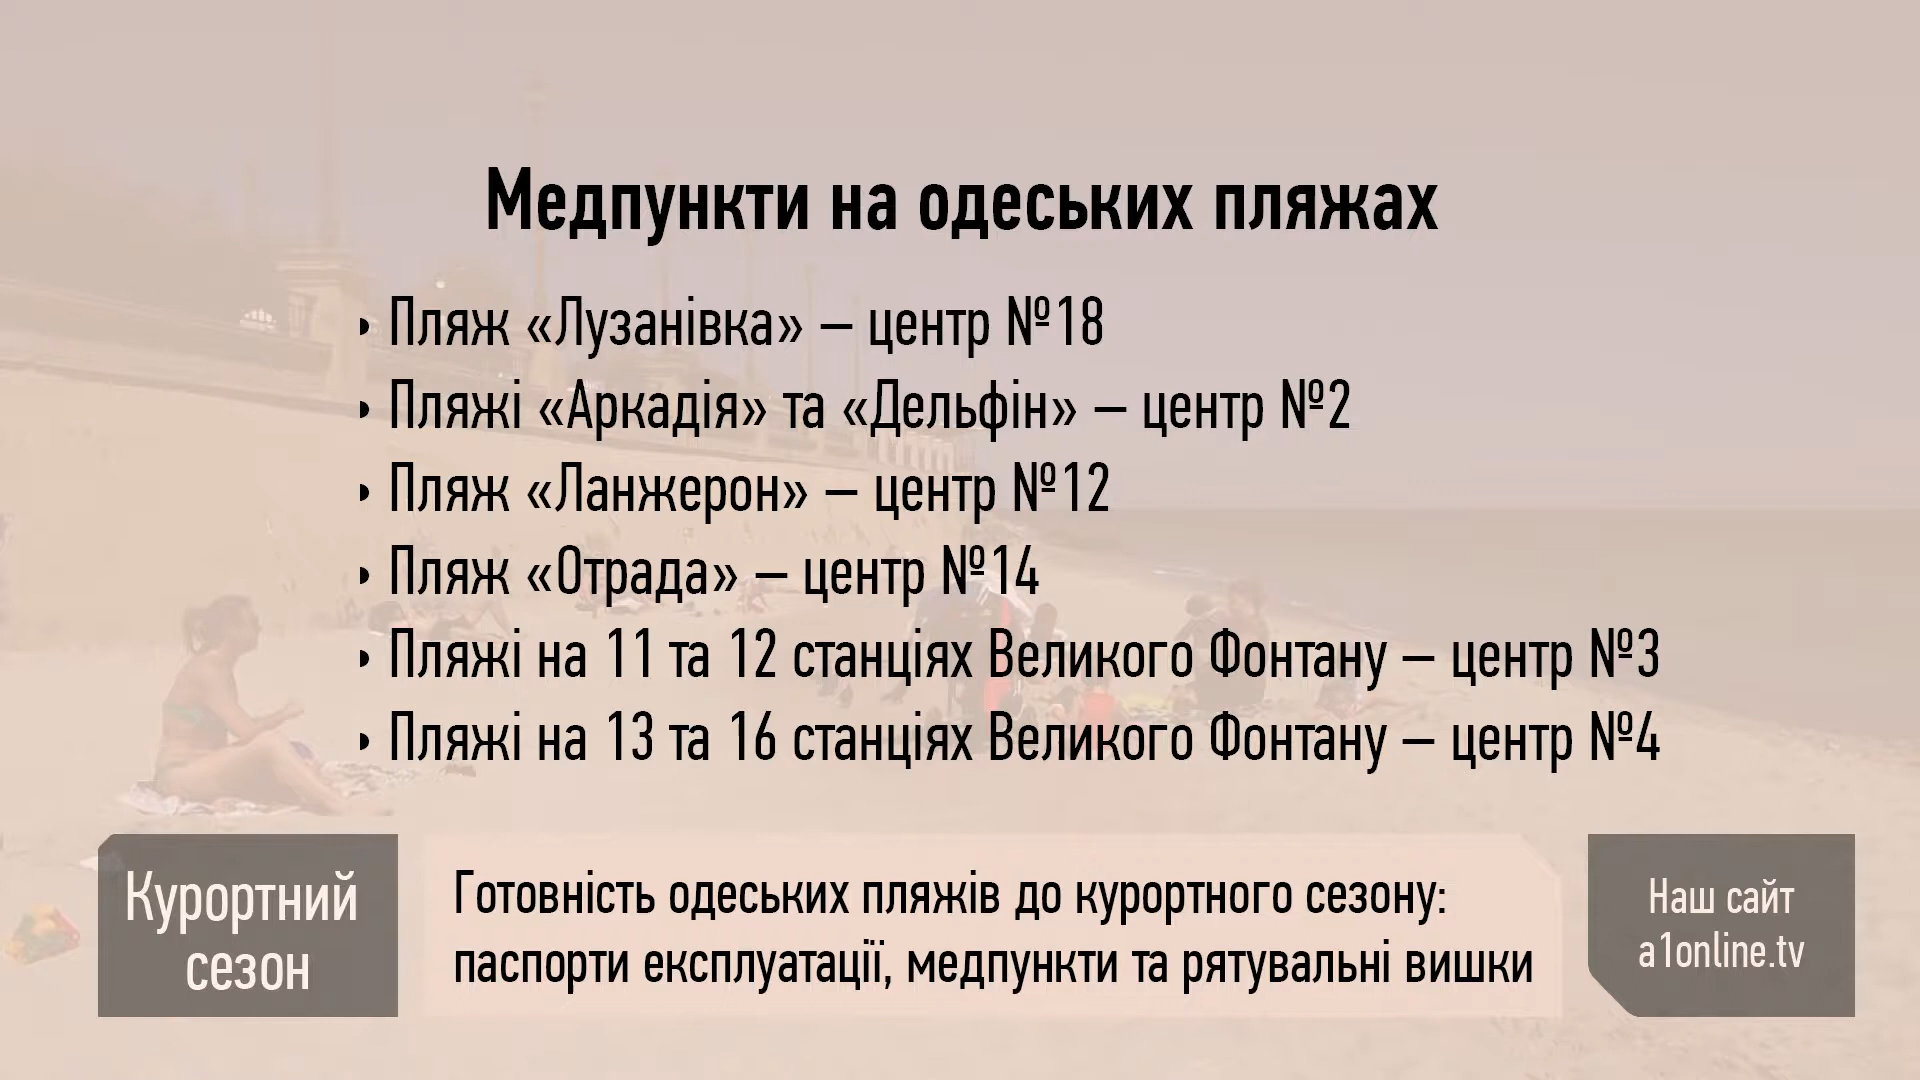 Медпункти на одеських пляжах
• Пляж «Лузанівка» – центр №18
• Пляжі «Аркадія» та «Дельфін» – центр №2
• Пляж «Ланжерон» – центр №12
• Пляж «Отрада» – центр №14
• Пляжі на 11 та 12 станціях Великого Фонтану – центр №3
• Пляжі на 13 та 16 станціях Великого Фонтану – центр №4
Курортний
сезон
Готовність одеських пляжів до курортного сезону:
паспорти експлуатації, медпункти та рятувальні вишки
Наш сайт
a1online.tv